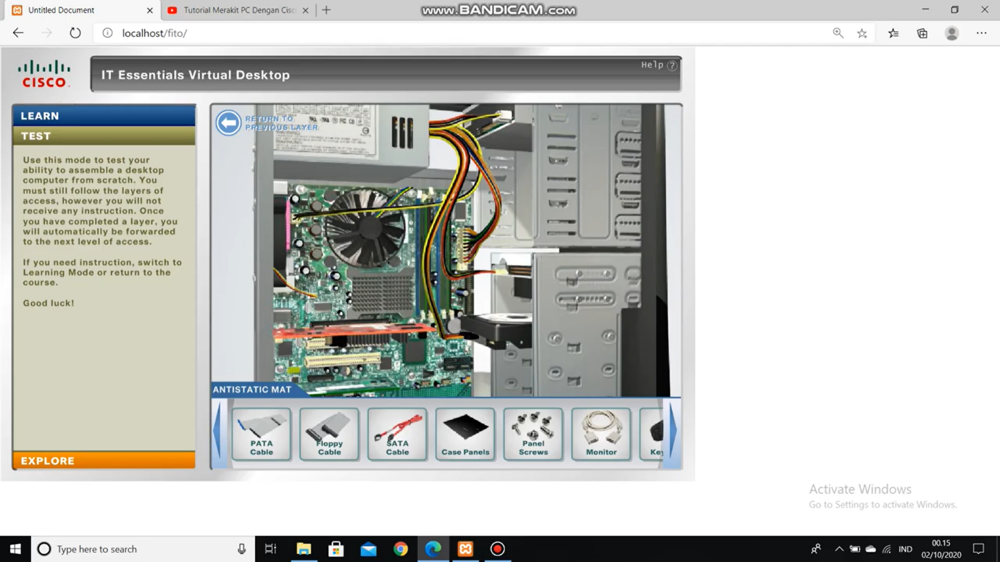 Untitled Document
Tutorial Merakit PC Dengan Cisc
www.BANDICAM.com
localhost/fito/
CISCO
IT Essentials Virtual Desktop
Help ?
LEARN
TEST
Use this mode to test your
ability to assemble a desktop
computer from scratch. You
must still follow the layers of
access, however you will not
receive any instruction. Once
you have completed a layer, you
will automatically be forwarded
to the next level of access.
If you need instruction, switch to
Learning Mode or return to the
course.
Good luck!
EXPLORE
RETURN TO
PREVIOUS LAYER
ANTISTATIC MAT
PATA
Cable
Floppy
Cable
SATA
Cable
Case Panels
Panel
Screws
Monitor
Key
Activate Windows
Go to Settings to activate Windows.
Type here to search
IND
00.15
02/10/2020